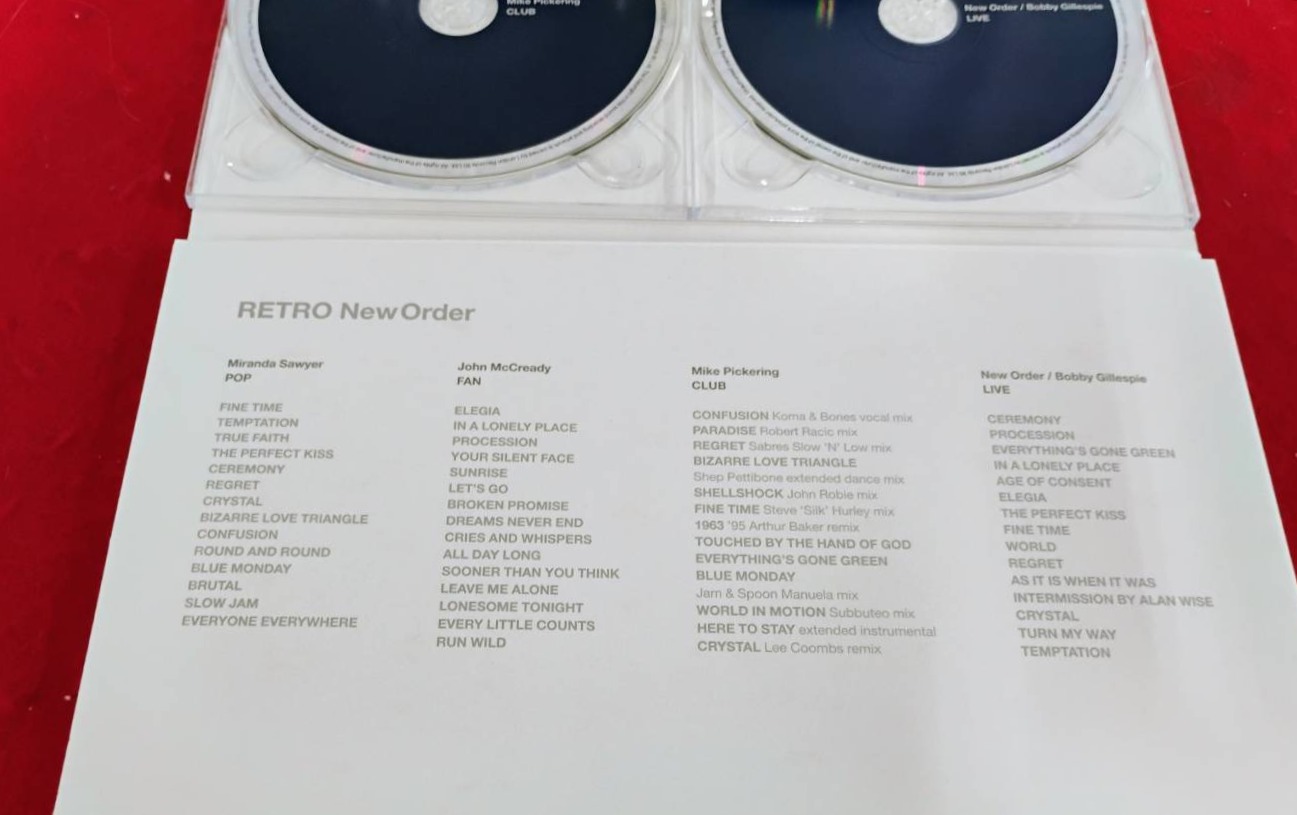 Mike Pickering
CLUB
New Order / Bobby Gillespie
LIVE
RETRO New Order
Miranda Sawyer
POP
FINE TIME
TEMPTATION
TRUE FAITH
THE PERFECT KISS
CEREMONY
REGRET
CRYSTAL
BIZARRE LOVE TRIANGLE
CONFUSION
ROUND AND ROUND
BLUE MONDAY
BRUTAL
SLOW JAM
EVERYONE EVERYWHERE
John McCready
FAN
ELEGIA
IN A LONELY PLACE
PROCESSION
YOUR SILENT FACE
SUNRISE
LET'S GO
BROKEN PROMISE
DREAMS NEVER END
CRIES AND WHISPERS
ALL DAY LONG
SOONER THAN YOU THINK
LEAVE ME ALONE
LONESOME TONIGHT
EVERY LITTLE COUNTS
RUN WILD
Mike Pickering
CLUB
CONFUSION Koma & Bones vocal mix
PARADISE Robert Racic mix
REGRET Sabres Slow 'N' Low mix
BIZARRE LOVE TRIANGLE
Shep Pettibone extended dance mix
SHELLSHOCK John Robie mix
FINE TIME Steve 'Silk' Hurley mix
1963 '95 Arthur Baker remix
TOUCHED BY THE HAND OF GOD
EVERYTHING'S GONE GREEN
BLUE MONDAY
Jam & Spoon Manuela mix
WORLD IN MOTION Subbuteo mix
HERE TO STAY extended instrumental
CRYSTAL Lee Coombs remix
New Order / Bobby Gillespie
LIVE
CEREMONY
PROCESSION
EVERYTHING'S GONE GREEN
IN A LONELY PLACE
AGE OF CONSENT
ELEGIA
THE PERFECT KISS
FINE TIME
WORLD
REGRET
AS IT IS WHEN IT WAS
INTERMISSION BY ALAN WISE
CRYSTAL
TURN MY WAY
TEMPTATION